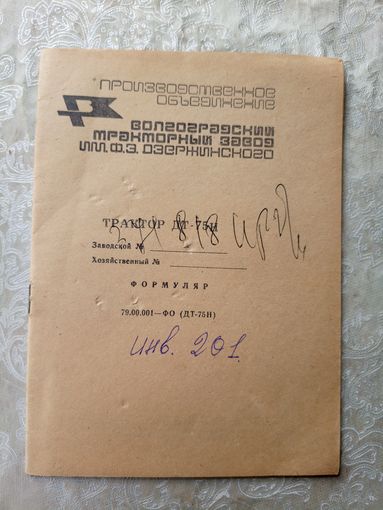 ПРОИЗВОДСТВЕННОЕ
ОБЪЕДИНЕНИЕ
ВОЛГОГРАДСКИЙ
ТРАКТОРНЫЙ ЗАВОД
ИМ. Ф.Э. ДЗЕРЖИНСКОГО
ТРАКТОР ДТ-75Н
Заводской №
Хозяйственный №
ФОРМУЛЯР
79.00.001—ФО (ДТ-75Н)
инв. 201